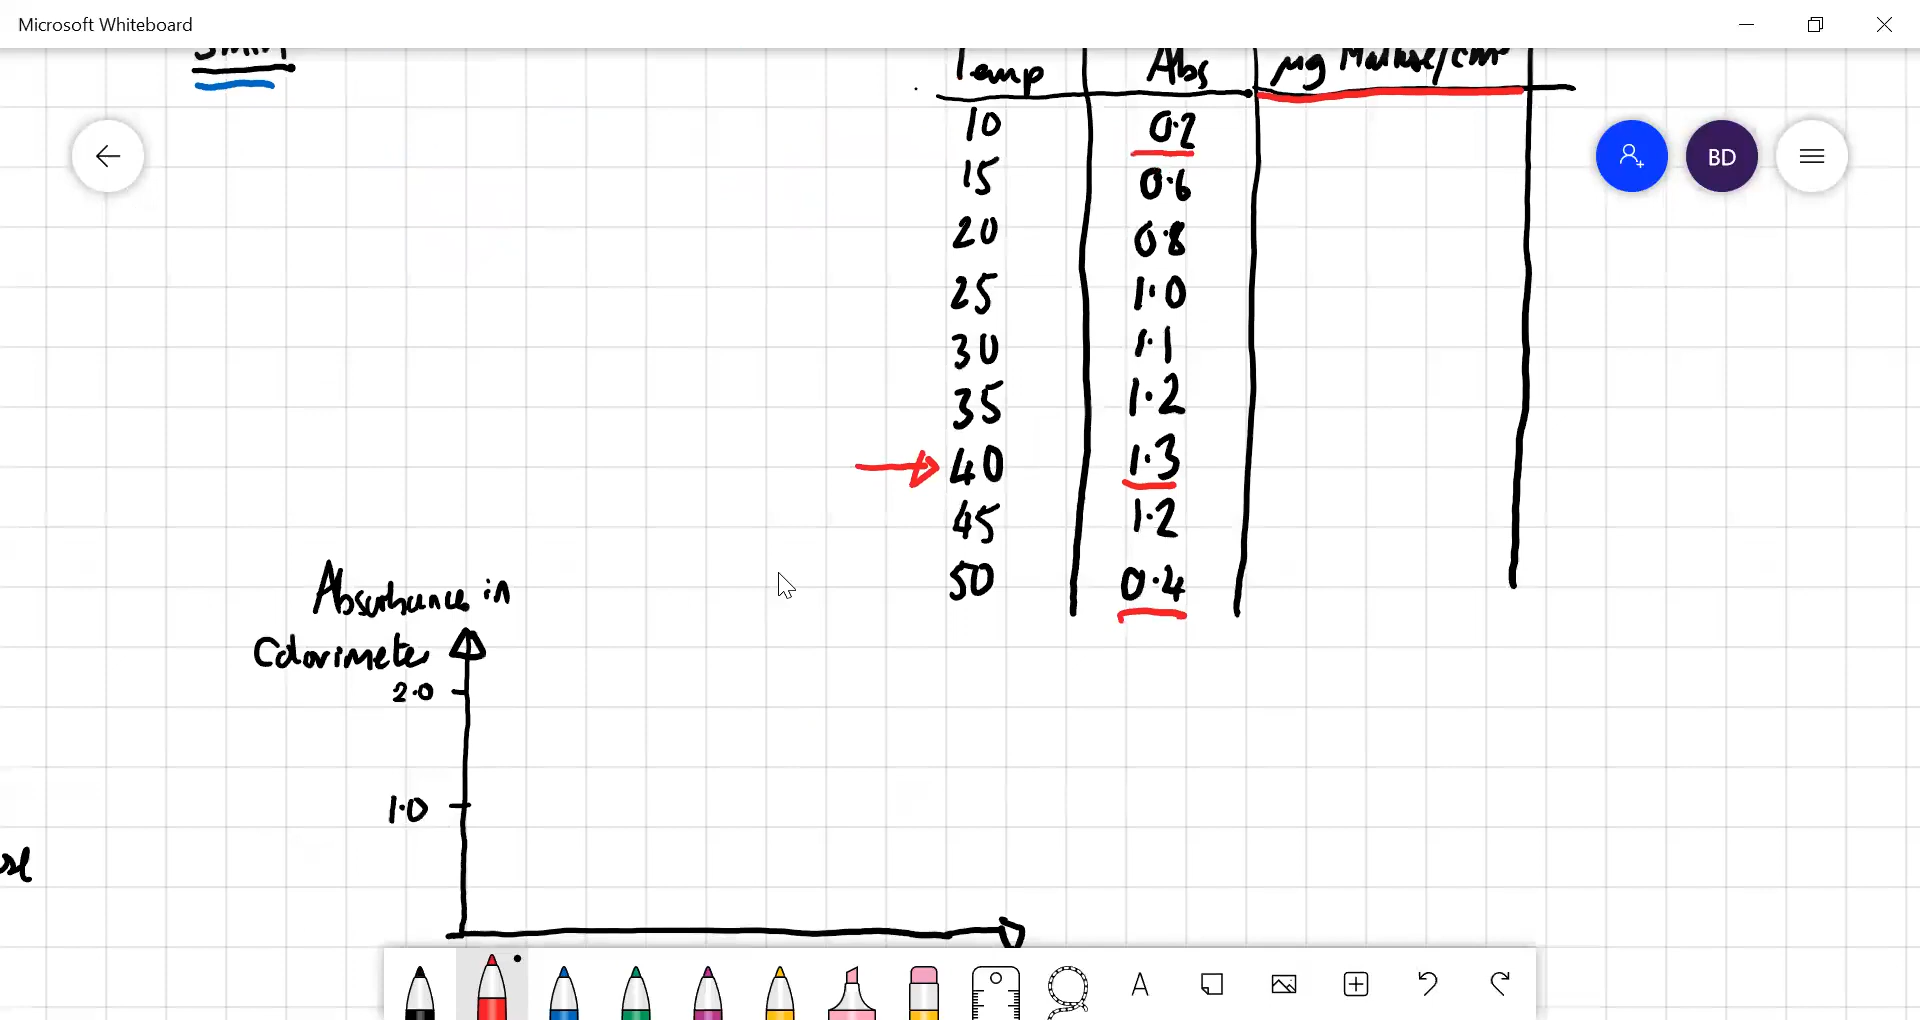 Microsoft Whiteboard
5min
Temp Abs µg Maltose/cm³
10 0.2
BD
15 0.6
20 0.8
25 1.0
30 1.1
35 1.2
40 1.3
45 1.2
50 0.4
Absorbance in
Colorimeter
2.0
1.0
A